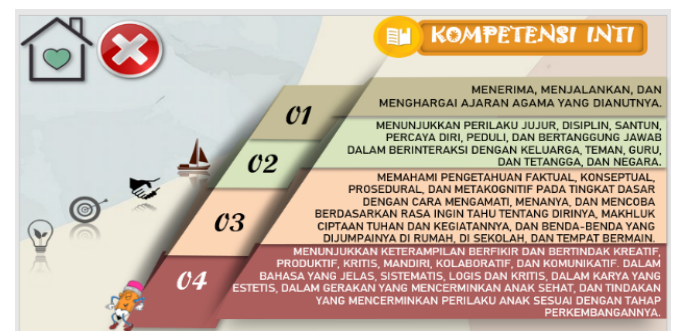 KOMPETENSI INTI
01
MENERIMA, MENJALANKAN, DAN
MENGHARGAI AJARAN AGAMA YANG DIANUTNYA.
02
MENUNJUKKAN PERILAKU JUJUR, DISIPLIN, SANTUN,
PERCAYA DIRI, PEDULI, DAN BERTANGGUNG JAWAB
DALAM BERINTERAKSI DENGAN KELUARGA, TEMAN, GURU,
DAN TETANGGA, DAN NEGARA.
03
MEMAHAMI PENGETAHUAN FAKTUAL, KONSEPTUAL,
PROSEDURAL, DAN METAKOGNITIF PADA TINGKAT DASAR
DENGAN CARA MENGAMATI, MENANYA, DAN MENCOBA
BERDASARKAN RASA INGIN TAHU TENTANG DIRINYA, MAKHLUK
CIPTAAN TUHAN DAN KEGIATANNYA, DAN BENDA-BENDA YANG
DIJUMPAINYA DI RUMAH, DI SEKOLAH, DAN TEMPAT BERMAIN.
04
MENUNJUKKAN KETERAMPILAN BERFIKIR DAN BERTINDAK KREATIF,
PRODUKTIF, KRITIS, MANDIRI, KOLABORATIF, DAN KOMUNIKATIF. DALAM
BAHASA YANG JELAS, SISTEMATIS, LOGIS DAN KRITIS, DALAM KARYA YANG
ESTETIS, DALAM GERAKAN YANG MENCERMINKAN ANAK SEHAT, DAN TINDAKAN
YANG MENCERMINKAN PERILAKU ANAK SESUAI DENGAN TAHAP
PERKEMBANGANNYA.